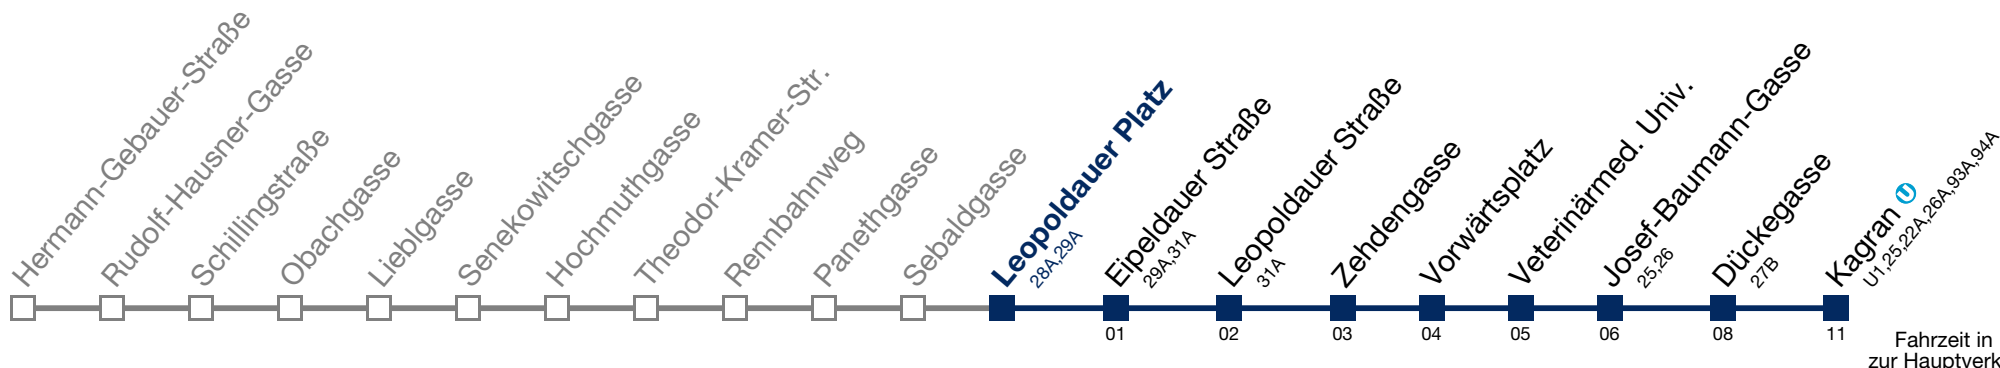 Hermann-Gebauer-Straße
Rudolf-Hausner-Gasse
Schillingstraße
Obachgasse
Lieblgasse
Senekowitschgasse
Hochmuthgasse
Theodor-Kramer-Str.
Rennbahnweg
Panethgasse
Sebaldgasse
Leopoldauer Platz
28A,29A
Eipeldauer Straße
29A,31A
Leopoldauer Straße
31A
Zehdengasse
Vorwärtsplatz
Veterinärmed. Univ.
Josef-Baumann-Gasse
25,26
Dückegasse
27B
Kagran U
U1,25,22A,26A,93A,94A
01 02 03 04 05 06 08 11
Fahrzeit in
zur Hauptverk